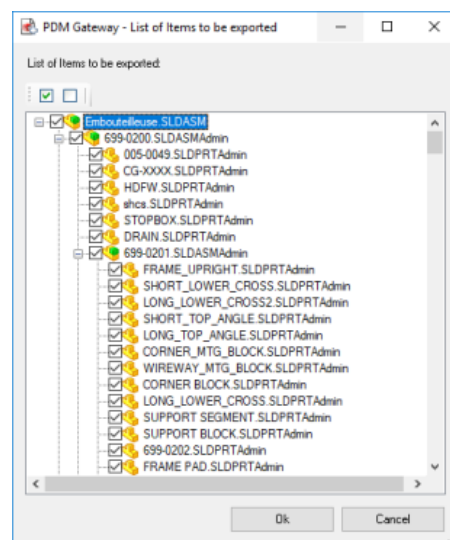 PDM Gateway - List of Items to be exported
List of Items to be exported:
Embouteilleuse.SLDASM
699-0200.SLDASMAdmin
005-0049.SLDPRTAdmin
CG-XXXX.SLDPRTAdmin
HDFW.SLDPRTAdmin
shcs.SLDPRTAdmin
STOPBOX.SLDPRTAdmin
DRAIN.SLDPRTAdmin
699-0201.SLDASMAdmin
FRAME_UPRIGHT.SLDPRTAdmin
SHORT_LOWER_CROSS.SLDPRTAdmin
LONG_LOWER_CROSS2.SLDPRTAdmin
SHORT_TOP_ANGLE.SLDPRTAdmin
LONG_TOP_ANGLE.SLDPRTAdmin
CORNER_MTG_BLOCK.SLDPRTAdmin
WIREWAY_MTG_BLOCK.SLDPRTAdmin
CORNER BLOCK.SLDPRTAdmin
LONG_LOWER_CROSS.SLDPRTAdmin
SUPPORT SEGMENT.SLDPRTAdmin
SUPPORT BLOCK.SLDPRTAdmin
699-0202.SLDPRTAdmin
FRAME PAD.SLDPRTAdmin
Ok Cancel